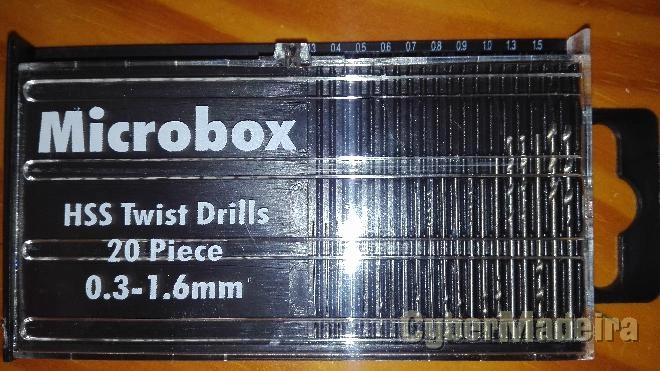 0.3 0.4 0.5 0.6 0.7 0.8 0.9 1.0 1.3 1.5
Microbox
HSS Twist Drills
20 Piece
0.3-1.6mm
CyberMadeira